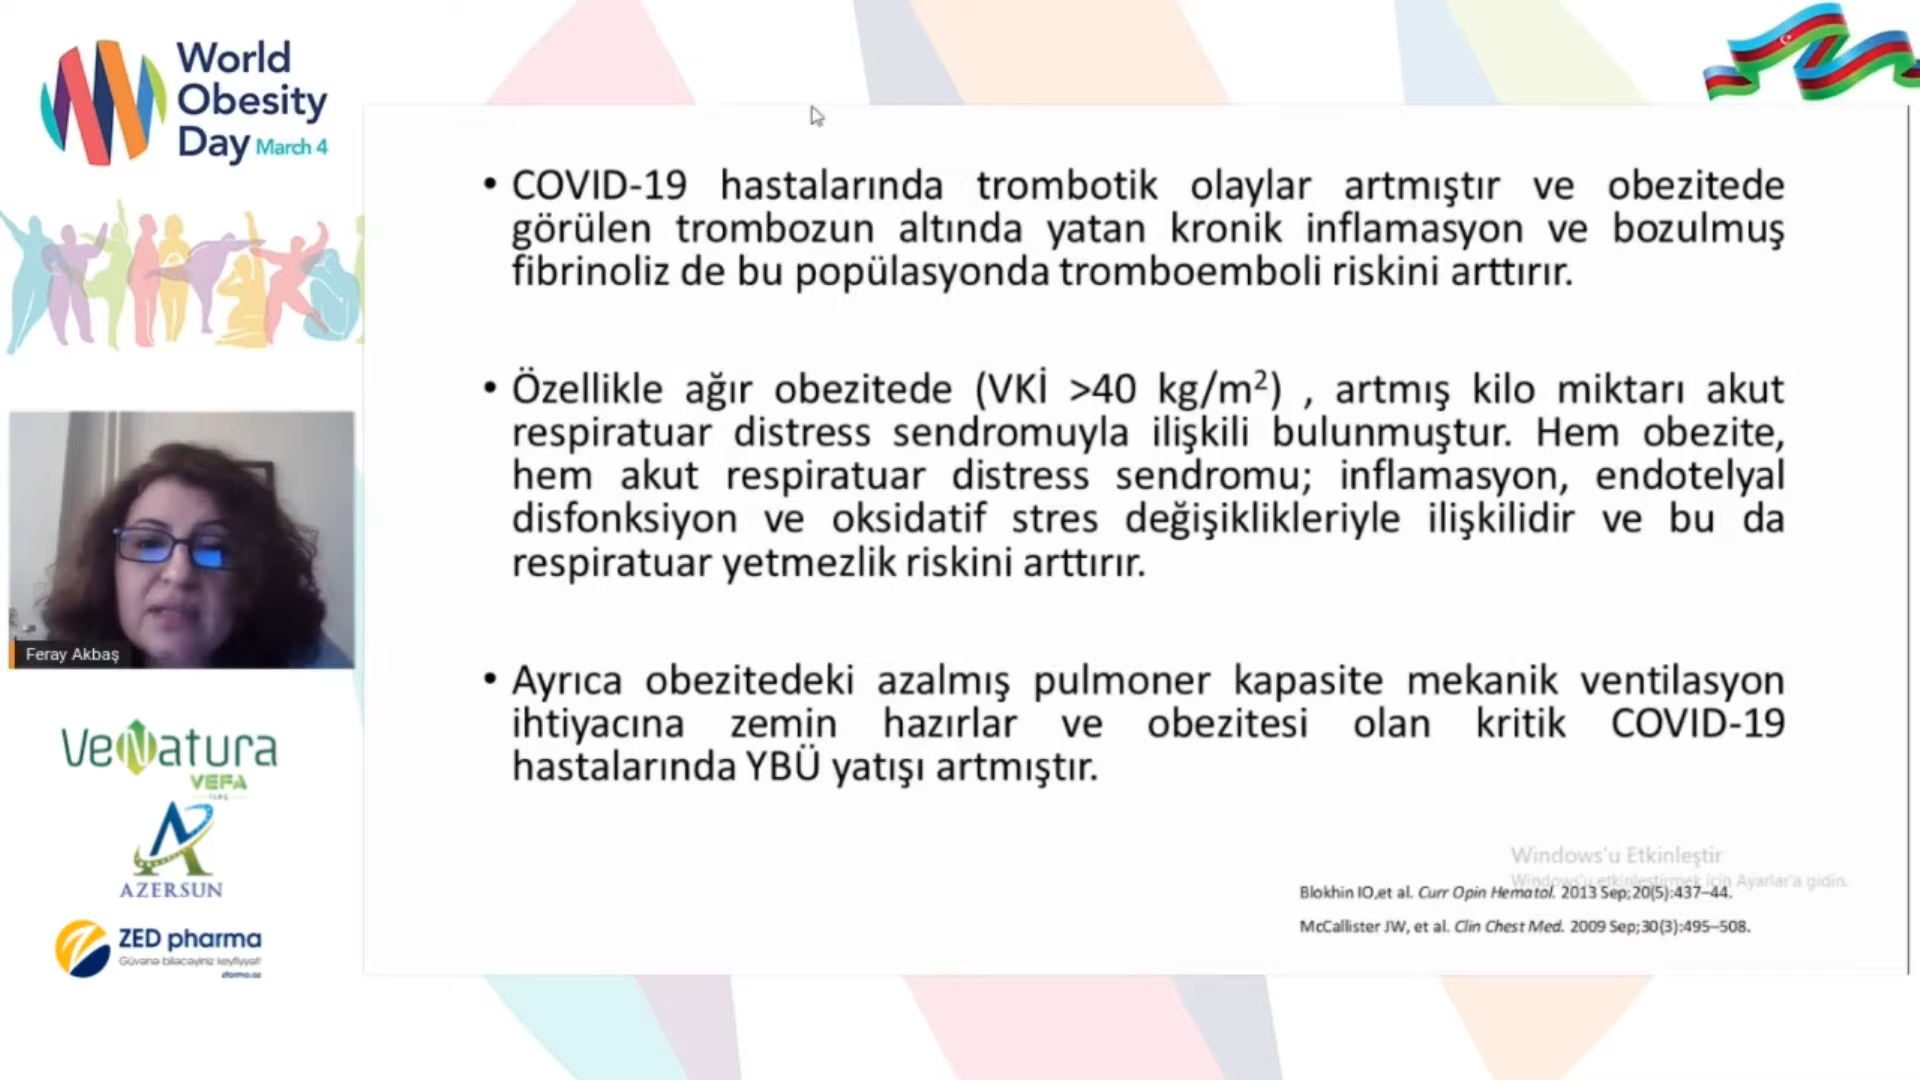 World
Obesity
Day March 4
• COVID-19 hastalarında trombotik olaylar artmıştır ve obezitede
görülen trombozun altında yatan kronik inflamasyon ve bozulmuş
fibrinoliz de bu popülasyonda tromboemboli riskini arttırır.
• Özellikle ağır obezitede (VKİ >40 kg/m²) , artmış kilo miktarı akut
respiratuar distress sendromuyla ilişkili bulunmuştur. Hem obezite,
hem akut respiratuar distress sendromu; inflamasyon, endotelyal
disfonksiyon ve oksidatif stres değişiklikleriyle ilişkilidir ve bu da
respiratuar yetmezlik riskini arttırır.
• Ayrıca obezitedeki azalmış pulmoner kapasite mekanik ventilasyon
ihtiyacına zemin hazırlar ve obezitesi olan kritik COVID-19
hastalarında YBÜ yatışı artmıştır.
Windows'u Etkinleştir
Windows'u etkinleştirmek için Ayarlar'a gidin.
Blokhin IO,et al. Curr Opin Hematol. 2013 Sep;20(5):437–44.
McCallister JW, et al. Clin Chest Med. 2009 Sep;30(3):495–508.
Feray Akbaş
VeNatura
VEFA
AZERSUN
ZED pharma
Güvənə biləcəyiniz keyfiyyət!